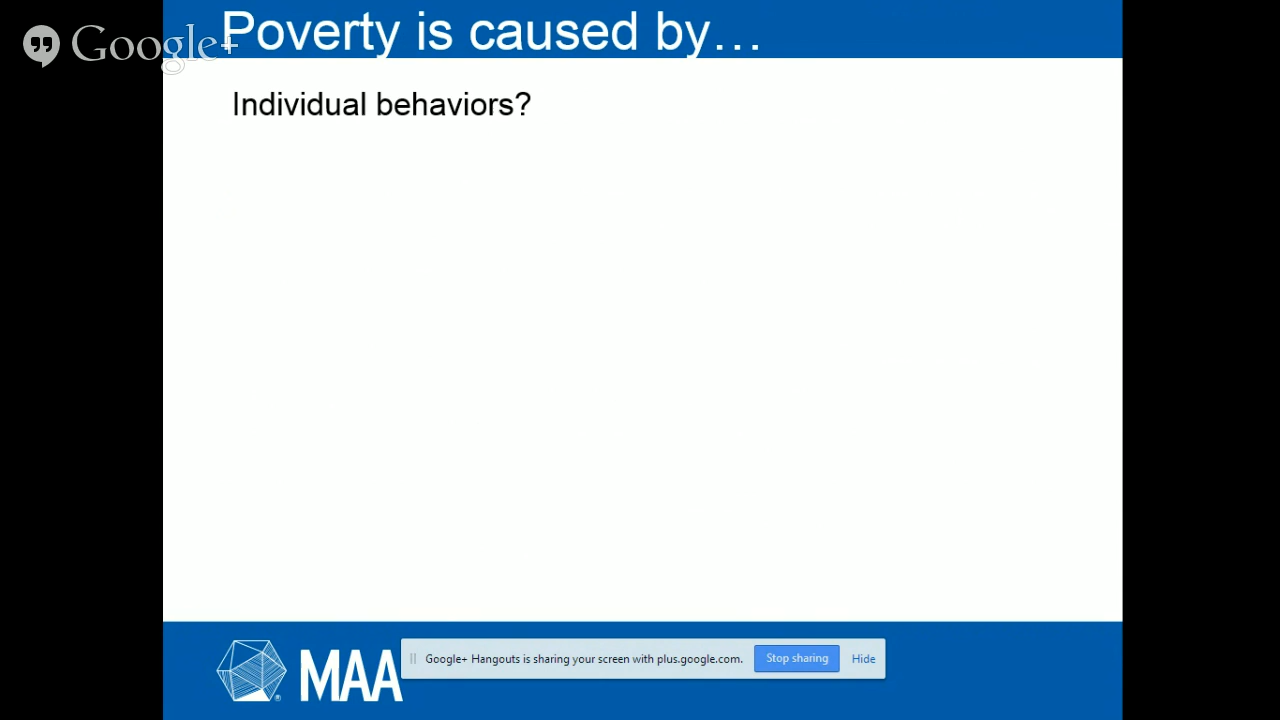 Google+
Poverty is caused by…
Individual behaviors?
MAA
®
Google+ Hangouts is sharing your screen with plus.google.com.
Stop sharing
Hide